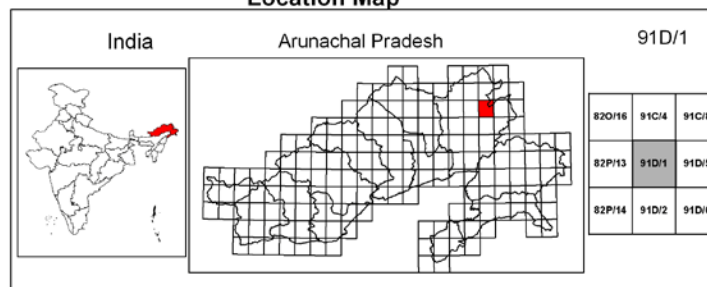 Location Map
India
Arunachal Pradesh
91D/1
82O/16 91C/4
82P/13 91D/1
82P/14 91D/2